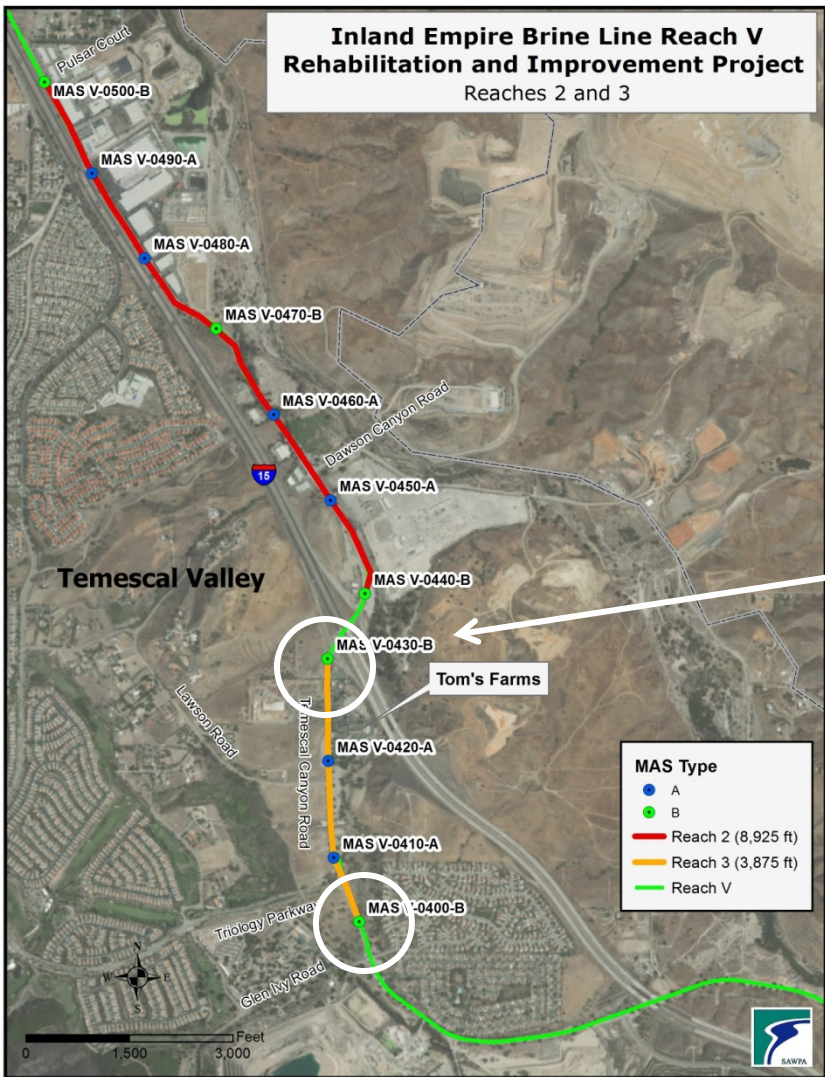 Inland Empire Brine Line Reach V
Rehabilitation and Improvement Project
Reaches 2 and 3
Pulsar Court
MAS V-0500-B
MAS V-0490-A
MAS V-0480-A
MAS V-0470-B
MAS V-0460-A
Dawson Canyon Road
15
MAS V-0450-A
Temescal Valley
MAS V-0440-B
MAS V-0430-B
Tom's Farms
Lawson Road
Temescal Canyon Road
MAS V-0420-A
MAS V-0410-A
MAS V-0400-B
Triology Parkway
Glen Ivy Road
MAS Type
A
B
Reach 2 (8,925 ft)
Reach 3 (3,875 ft)
Reach V
N
W E
S
Feet
0 1,500 3,000
SAWPA